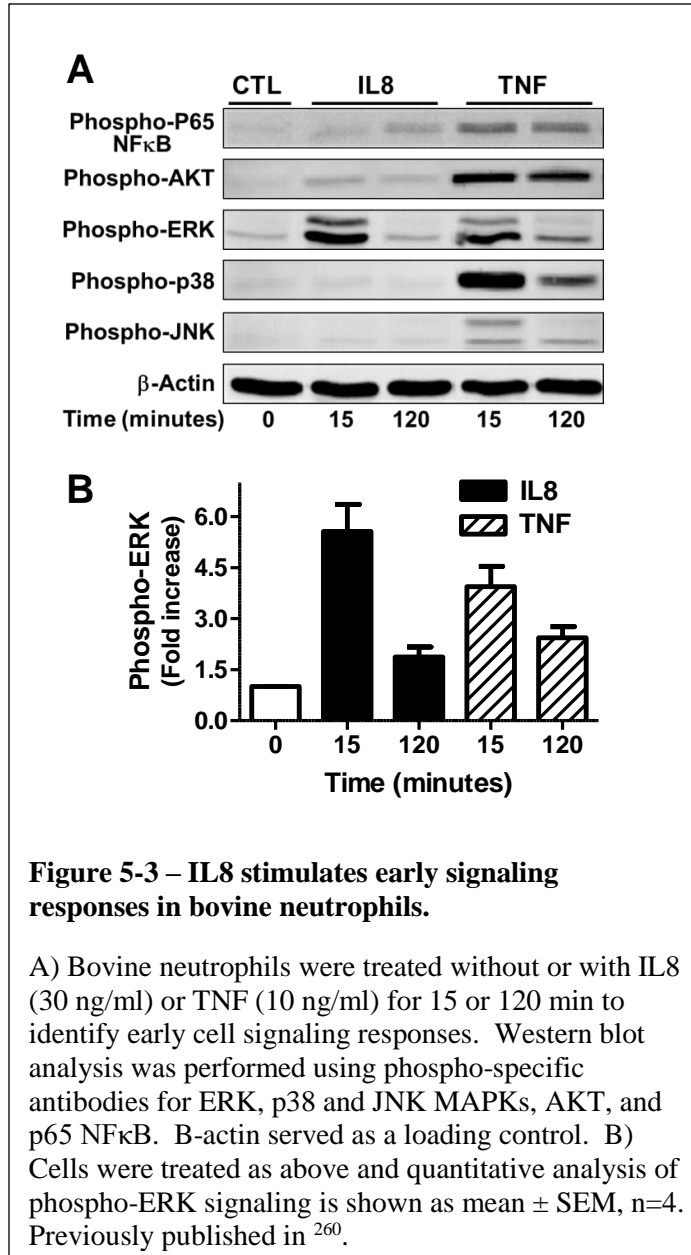 A
CTL IL8 TNF
Phospho-P65
NFκB
Phospho-AKT
Phospho-ERK
Phospho-p38
Phospho-JNK
β-Actin
Time (minutes) 0 15 120 15 120
B
IL8
TNF
Phospho-ERK
(Fold increase)
6.0
4.5
3.0
1.5
0.0
0 15 120 15 120
Time (minutes)
Figure 5-3 – IL8 stimulates early signaling
responses in bovine neutrophils.
A) Bovine neutrophils were treated without or with IL8
(30 ng/ml) or TNF (10 ng/ml) for 15 or 120 min to
identify early cell signaling responses.  Western blot
analysis was performed using phospho-specific
antibodies for ERK, p38 and JNK MAPKs, AKT, and
p65 NFκB.  B-actin served as a loading control.  B)
Cells were treated as above and quantitative analysis of
phospho-ERK signaling is shown as mean ± SEM, n=4.
Previously published in 260.